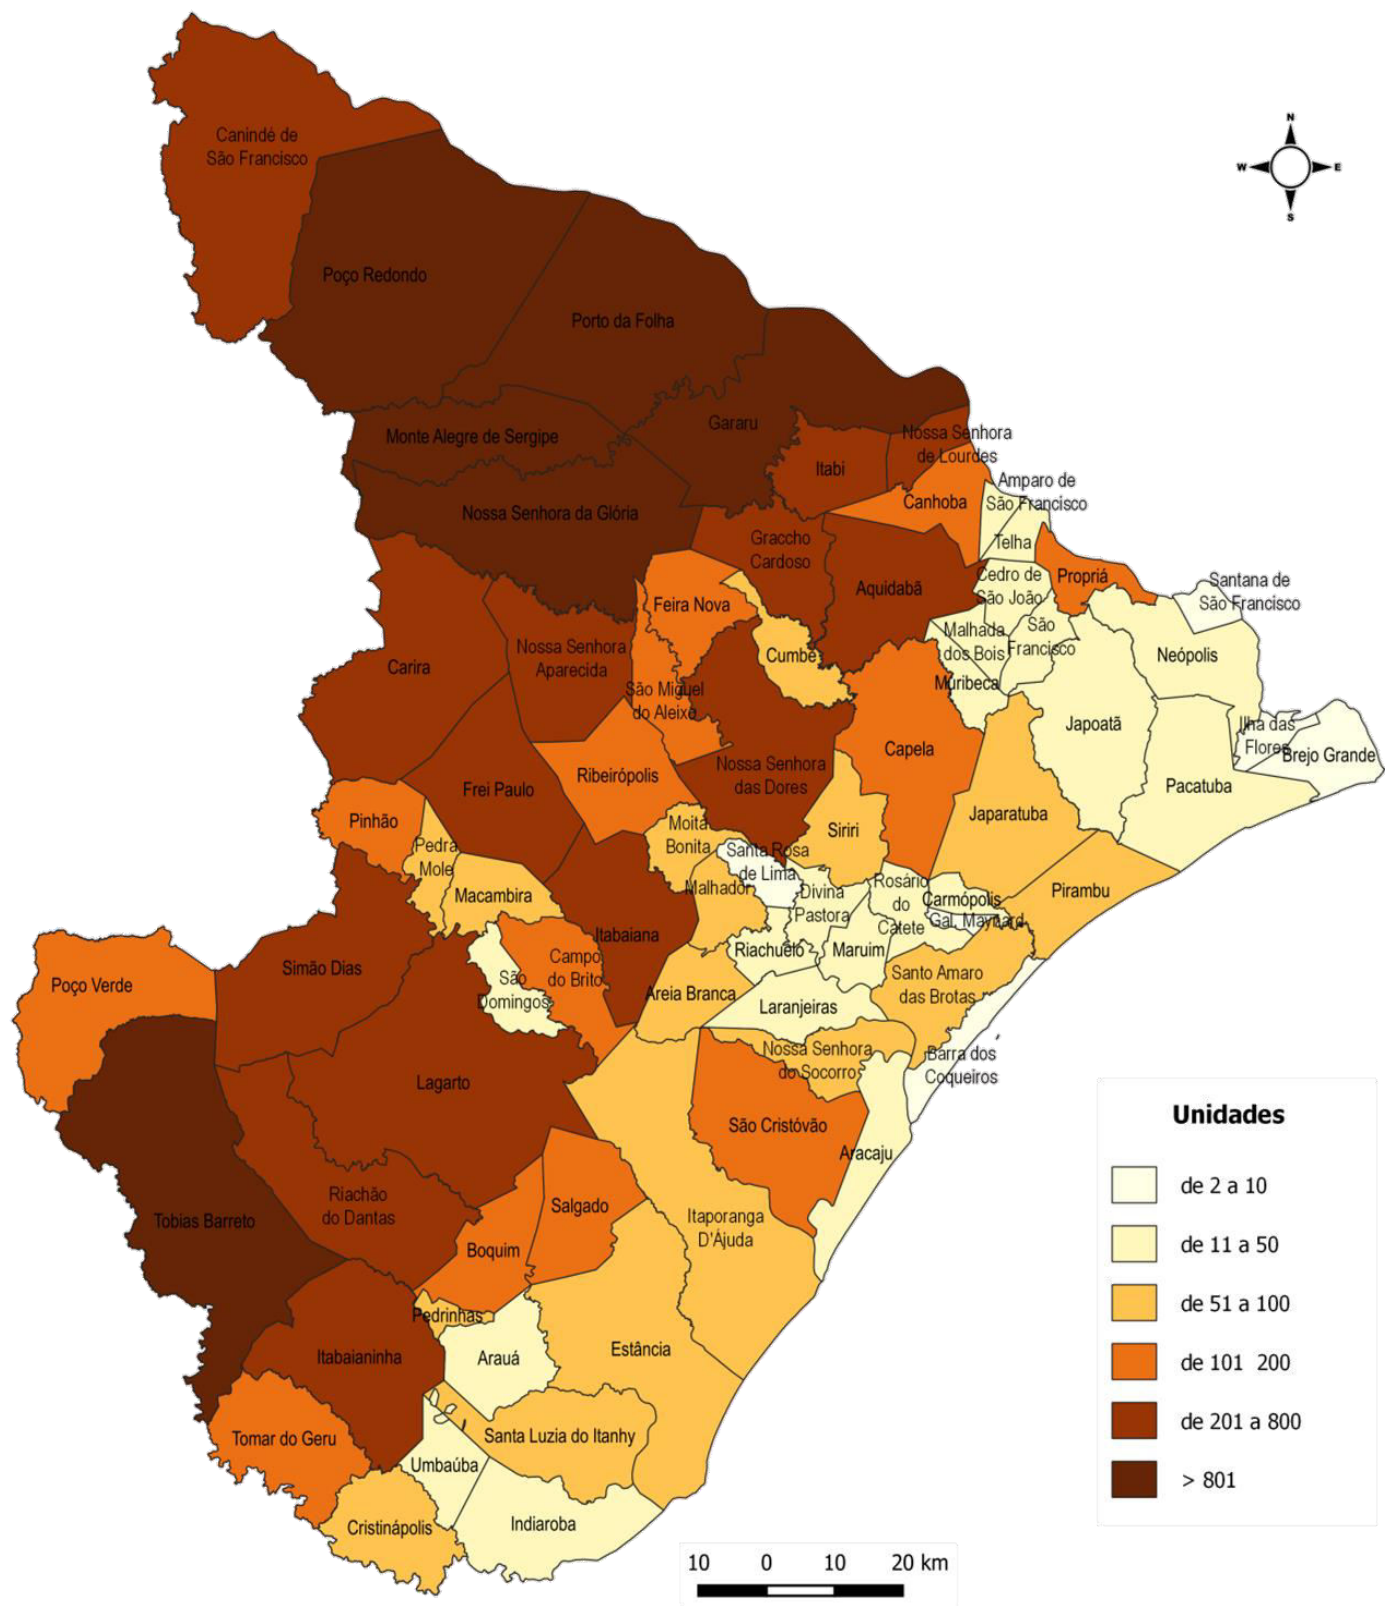 N
W
E
S
Canindé de
São Francisco
Poço Redondo
Porto da Folha
Gararu
Monte Alegre de Sergipe
Nossa Senhora
de Lourdes
Itabi
Amparo de
São Francisco
Canhoba
Nossa Senhora da Glória
Graccho
Cardoso
Telha
Aquidabã
Cedro de
São João
Propriá
Santana de
São Francisco
Feira Nova
Malhada
dos Bois
São
Francisco
Nossa Senhora
Aparecida
Cumbe
Neópolis
Carira
Muribeca
São Miguel
do Aleixo
Japoatã
Ilha das
Flores
Brejo Grande
Capela
Nossa Senhora
das Dores
Ribeirópolis
Frei Paulo
Pacatuba
Pinhão
Japaratuba
Siriri
Moita
Bonita
Pedra
Mole
Santa Rosa
de Lima
Malhador
Macambira
Divina
Pastora
Rosário
do
Catete
Carmópolis
Pirambu
Gal. Maynard
Itabaiana
Riachuelo
Maruim
Campo
do Brito
Simão Dias
Poço Verde
São
Domingos
Areia Branca
Santo Amaro
das Brotas
Laranjeiras
Nossa Senhora
do Socorro
Barra dos
Coqueiros
Lagarto
São Cristóvão
Aracaju
Riachão
do Dantas
Salgado
Tobias Barreto
Itaporanga
D'Ájuda
Boquim
Pedrinhas
Estância
Arauá
Itabaianinha
Tomar do Geru
Santa Luzia do Itanhy
Umbaúba
Cristinápolis
Indiaroba
Unidades
de 2 a 10
de 11 a 50
de 51 a 100
de 101 200
de 201 a 800
> 801
10 0 10 20 km